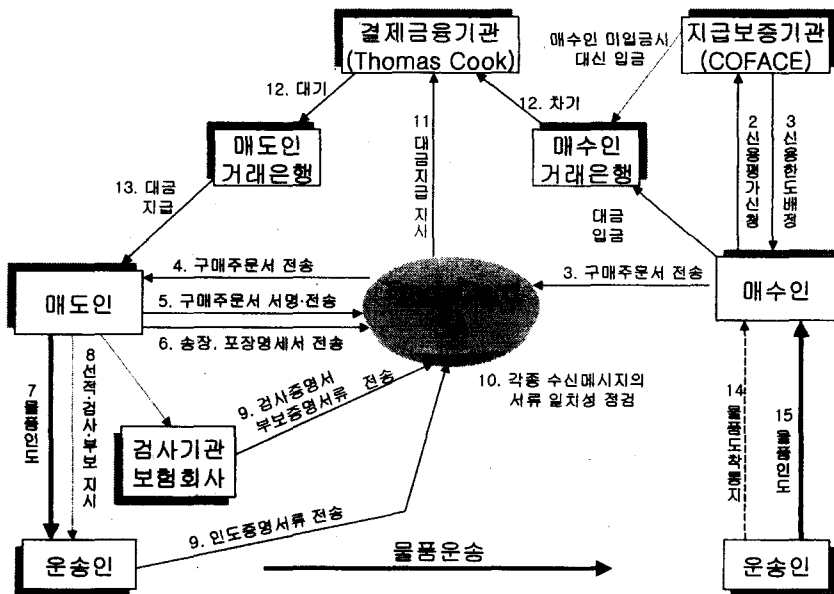 결제금융기관
(Thomas Cook)
매수인 미입금시
대신 입금
지급보증기관
(COFACE)
12. 대기
12. 차기
11 대금지급 지시
2 신용평가신청
3 신용한도배정
매도인
거래은행
매수인
거래은행
13. 대금
지급
대금
입금
4. 구매주문서 전송
3. 구매주문서 전송
매도인
매수인
5. 구매주문서 서명·전송
6. 송장, 포장명세서 전송
7 물품인도
8 선적·검사·부보 지시
9. 검사증명서
부보증명서류 전송
10. 각종 수신메시지의
서류 일치성 점검
검사기관
보험회사
14 물품도착통지
15 물품인도
9. 인도증명서류 전송
물품운송
운송인
운송인